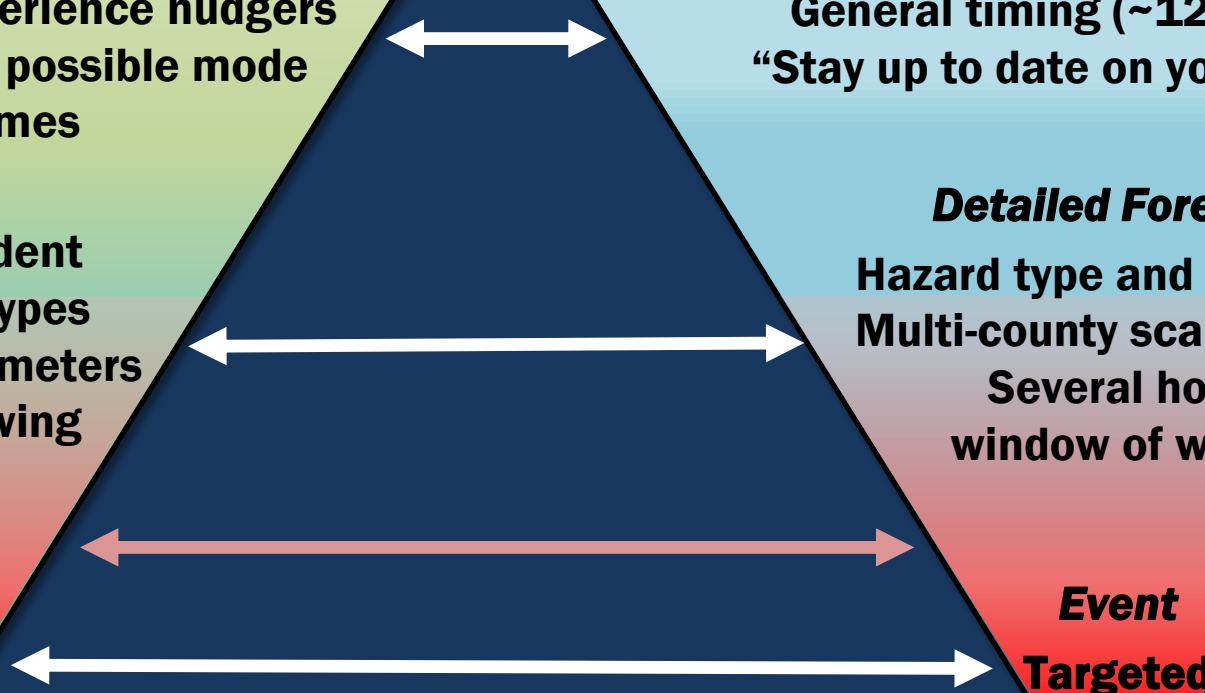 erience nudgers
possible mode
mes
dent
ypes
meters
wing
General timing (~12
“Stay up to date on yo
Detailed Fore
Hazard type and
Multi-county sca
Several ho
window of w
Event
Targeted